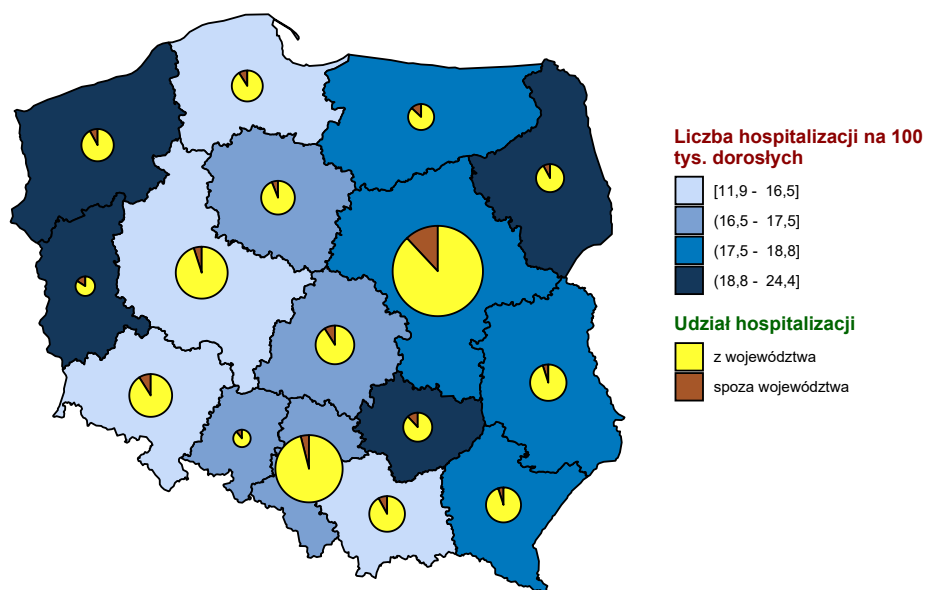 Liczba hospitalizacji na 100
tys. dorosłych
[11,9 - 16,5]
(16,5 - 17,5]
(17,5 - 18,8]
(18,8 - 24,4]
Udział hospitalizacji
z województwa
spoza województwa